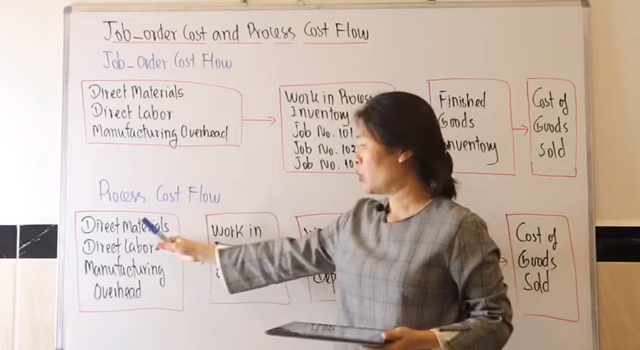 Job-order Cost and Process Cost Flow
Job-order Cost Flow
Direct Materials
Direct Labor
Manufacturing Overhead
Work in Process
Inventory
Job No. 101
Job No. 102
Job No.
Finished
Goods
Inventory
Cost of
Goods
Sold
Process Cost Flow
Direct Materials
Direct Labor
Manufacturing
Overhead
Work in
Cost of
Goods
Sold